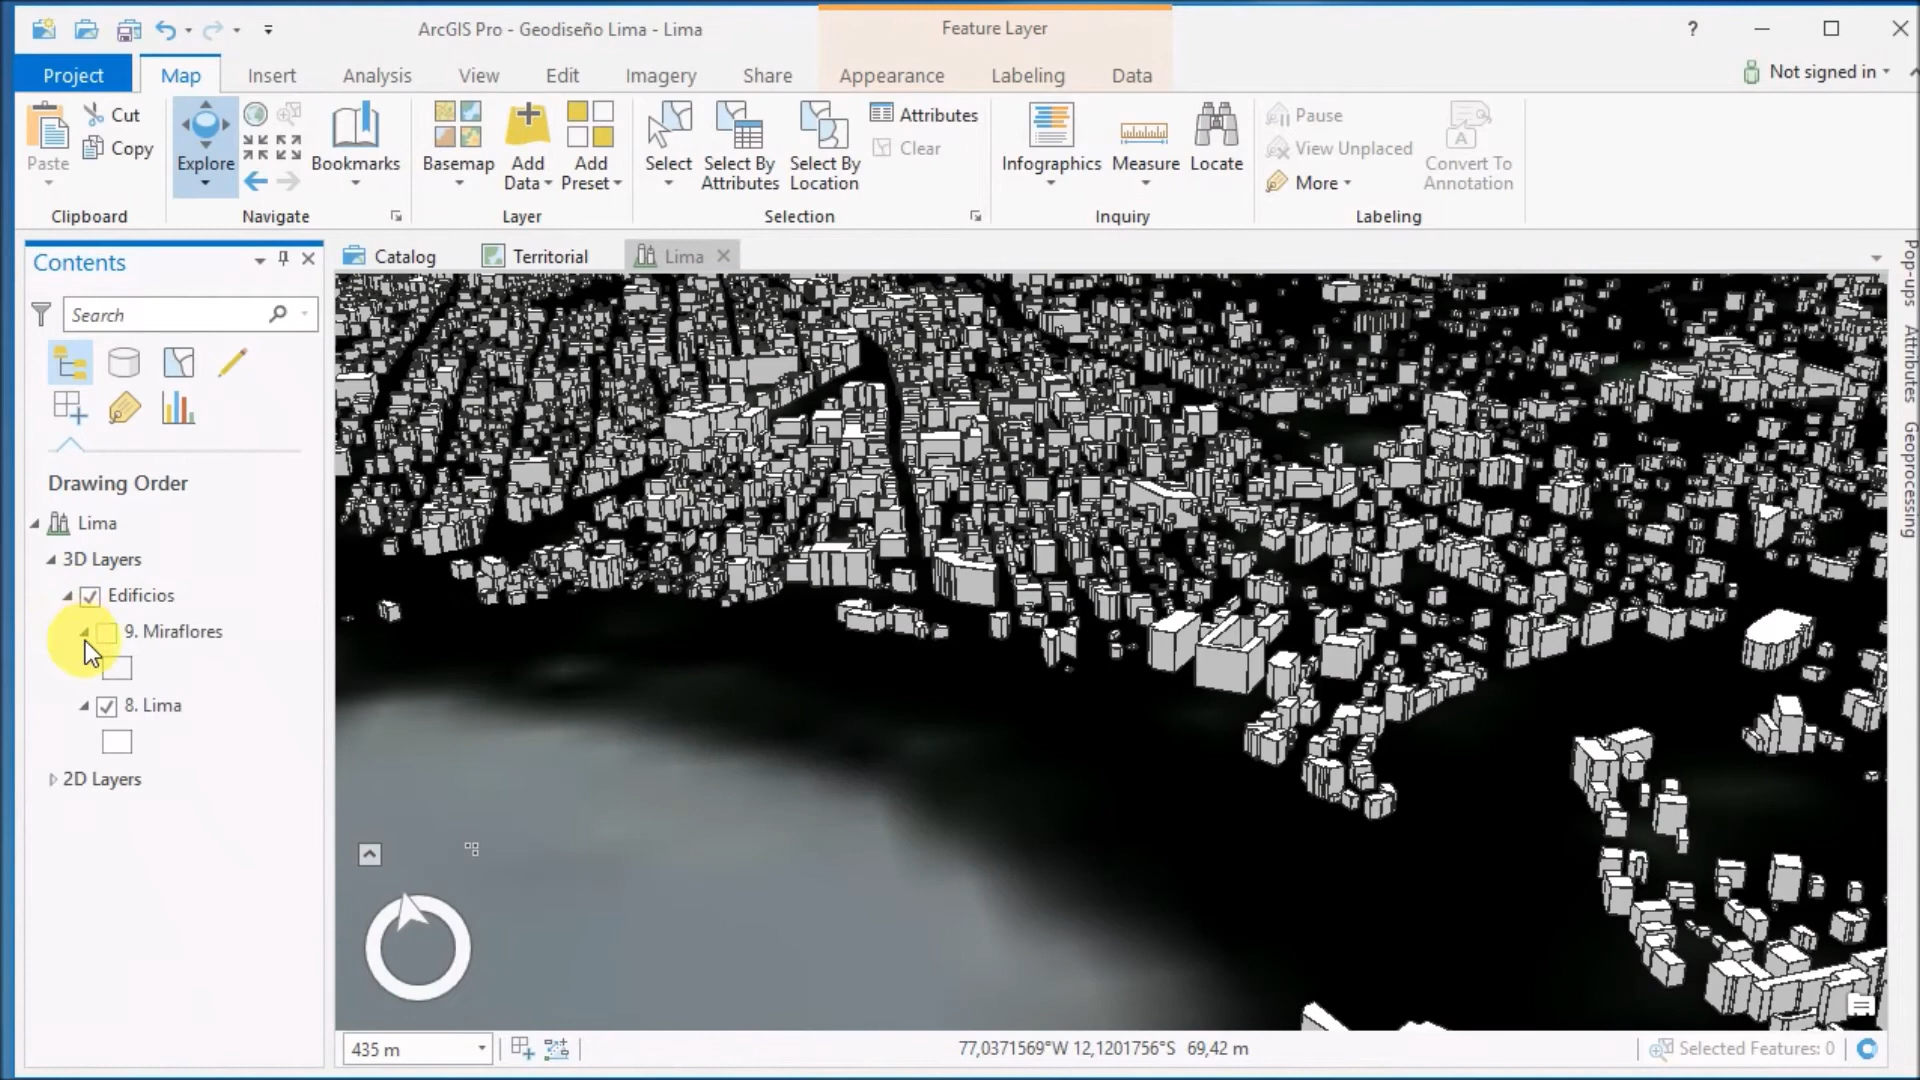 ArcGIS Pro - Geodiseño Lima - Lima
Feature Layer
?
Project
Map
Insert
Analysis
View
Edit
Imagery
Share
Appearance
Labeling
Data
Not signed in
Paste
Cut
Copy
Clipboard
Explore
Bookmarks
Navigate
Basemap
Add
Data
Add
Preset
Layer
Select
Select By
Attributes
Select By
Location
Attributes
Clear
Selection
Infographics
Measure
Locate
Inquiry
Pause
View Unplaced
More
Convert To
Annotation
Labeling
Contents
Search
Drawing Order
Lima
3D Layers
Edificios
9. Miraflores
8. Lima
2D Layers
Catalog
Territorial
Lima
Pop-ups
Attributes
Geoprocessing
435 m
77,0371569°W 12,1201756°S 69,42 m
Selected Features: 0